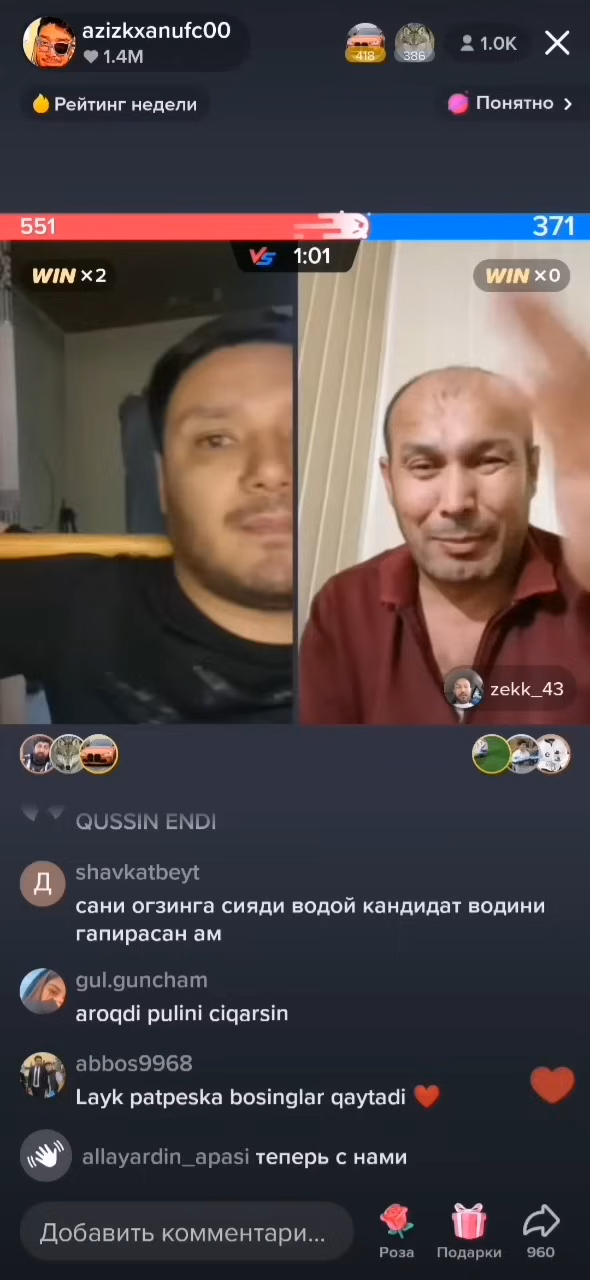 azizkxanufc00
1.4M
418
386
1.0K
Рейтинг недели
Понятно
551
371
VS 1:01
WIN ×2
WIN ×0
zekk_43
QUSSIN ENDI
Д
shavkatbeyt
сани огзинга сияди водой кандидат водини
гапирасан ам
gul.guncham
aroqdi pulini ciqarsin
abbos9968
Layk patpeska bosinglar qaytadi ❤️
allayardin_apasi теперь с нами
Добавить комментари...
Роза
Подарки
960